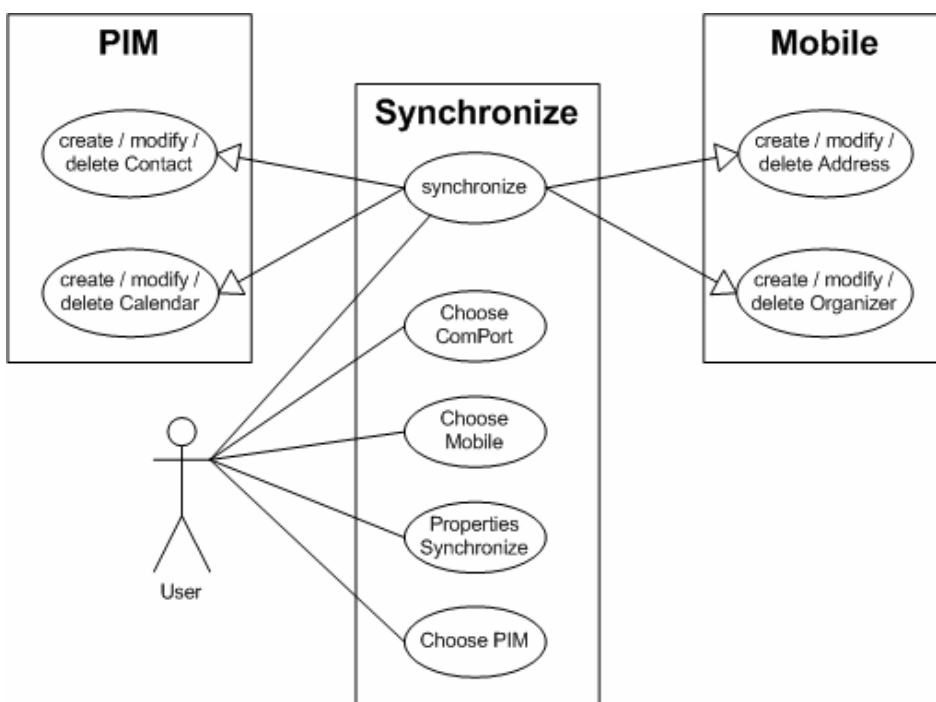 PIM
create / modify /
delete Contact
create / modify /
delete Calendar
Synchronize
synchronize
Choose
ComPort
Choose
Mobile
Properties
Synchronize
Choose PIM
Mobile
create / modify /
delete Address
create / modify /
delete Organizer
User